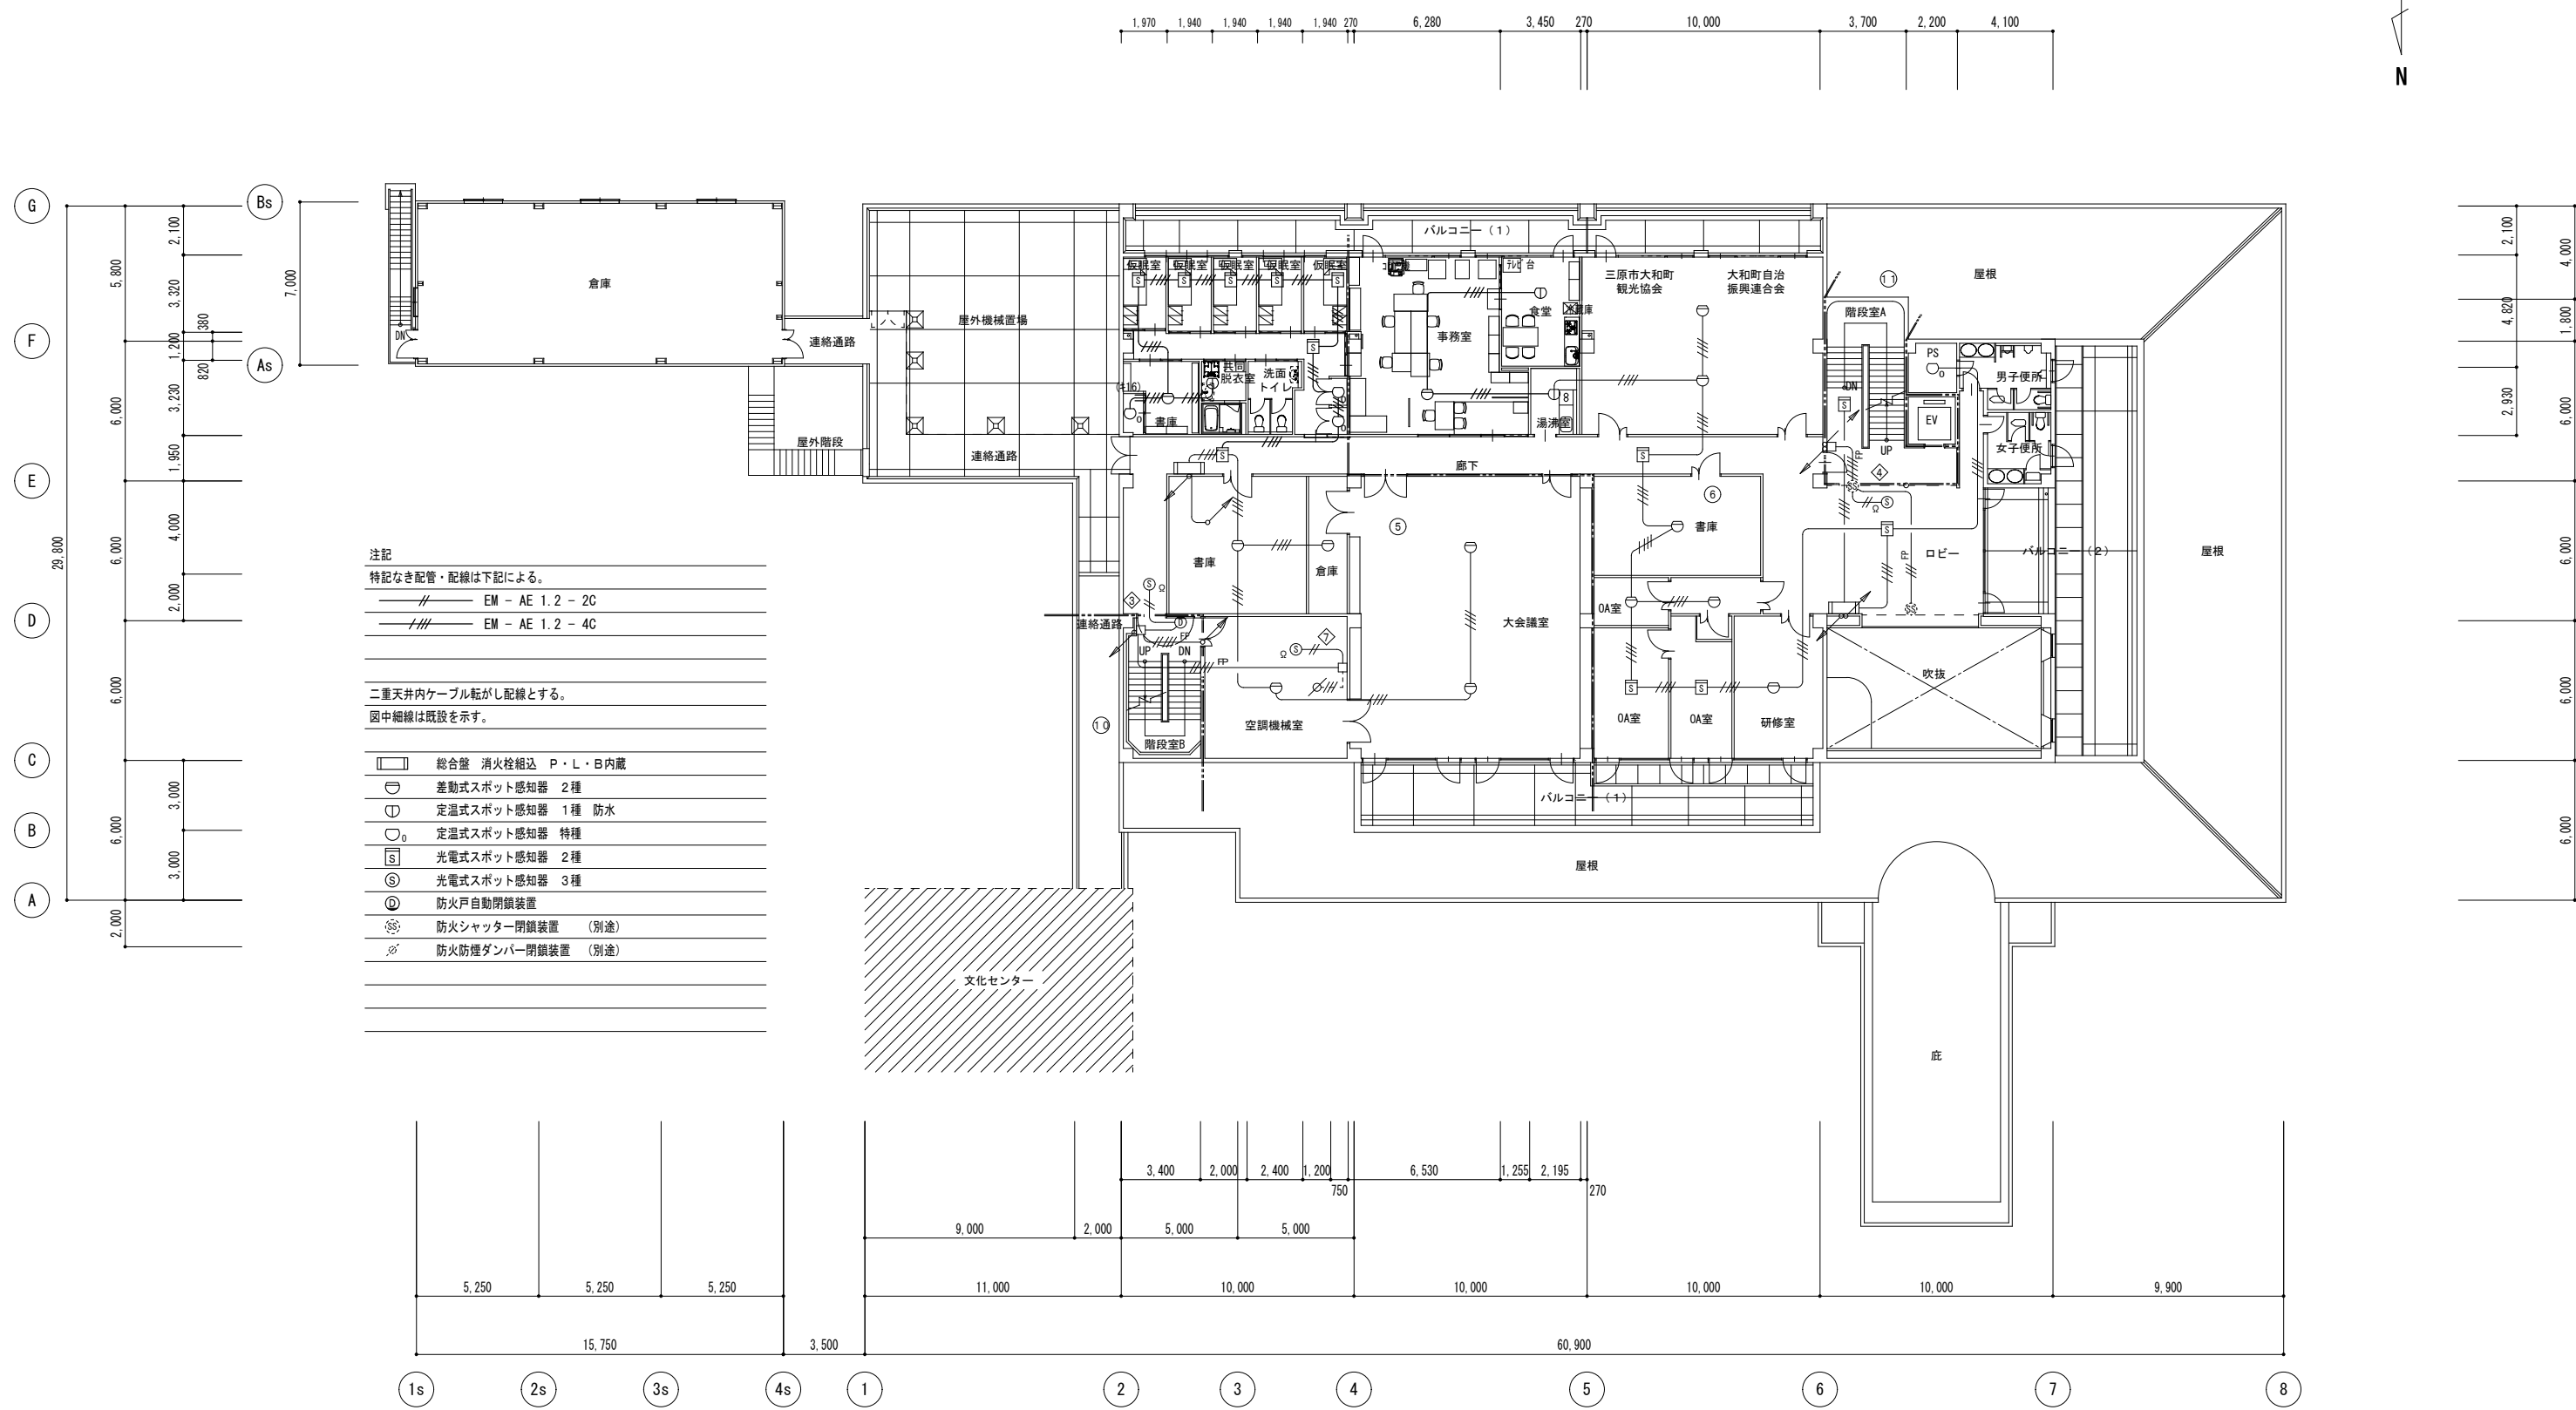 1,970 1,940 1,940 1,940 1,940 270 6,280 3,450 270 10,000 3,700 2,200 4,100
N
G
F
E
D
C
B
A
Bs
As
29,800
5,800
6,000
6,000
6,000
6,000
2,000
2,100
3,320
380
1,200
820
3,230
1,950
4,000
2,000
3,000
3,000
7,000
2,100
4,820
2,930
4,000
1,800
6,000
6,000
6,000
6,000
倉庫
DN
連絡通路
屋外機械置場
屋外階段
連絡通路
バルコニー(1)
仮眠室 仮眠室 仮眠室 仮眠室 仮眠室
共同
脱衣室
洗面
トイレ
(ｷ16)
書庫
事務室
テレビ台
食堂
湯沸室
三原市大和町
観光協会
大和町自治
振興連合会
11
階段室A
屋根
DN
UP
PS
EV
男子便所
女子便所
FP
4
廊下
書庫
倉庫
5
大会議室
6
書庫
OA室
OA室
OA室
研修室
ロビー
FP
バルコニー(2)
屋根
吹抜
3
連絡通路
UP DN
FP
FP
7
10
階段室B
空調機械室
バルコニー(1)
屋根
庇
文化センター
注記
特記なき配管・配線は下記による。
EM - AE 1.2 - 2C
EM - AE 1.2 - 4C
二重天井内ケーブル転がし配線とする。
図中細線は既設を示す。
総合盤 消火栓組込 P・L・B内蔵
差動式スポット感知器 2種
定温式スポット感知器 1種 防水
0 定温式スポット感知器 特種
S 光電式スポット感知器 2種
S 光電式スポット感知器 3種
D 防火戸自動閉鎖装置
SS 防火シャッター閉鎖装置 (別途)
防火防煙ダンパー閉鎖装置 (別途)
3,400 2,000 2,400 1,200 6,530 1,255 2,195
750 270
9,000 2,000 5,000 5,000
5,250 5,250 5,250 11,000 10,000 10,000 10,000 10,000 9,900
15,750 3,500 60,900
1s 2s 3s 4s 1 2 3 4 5 6 7 8